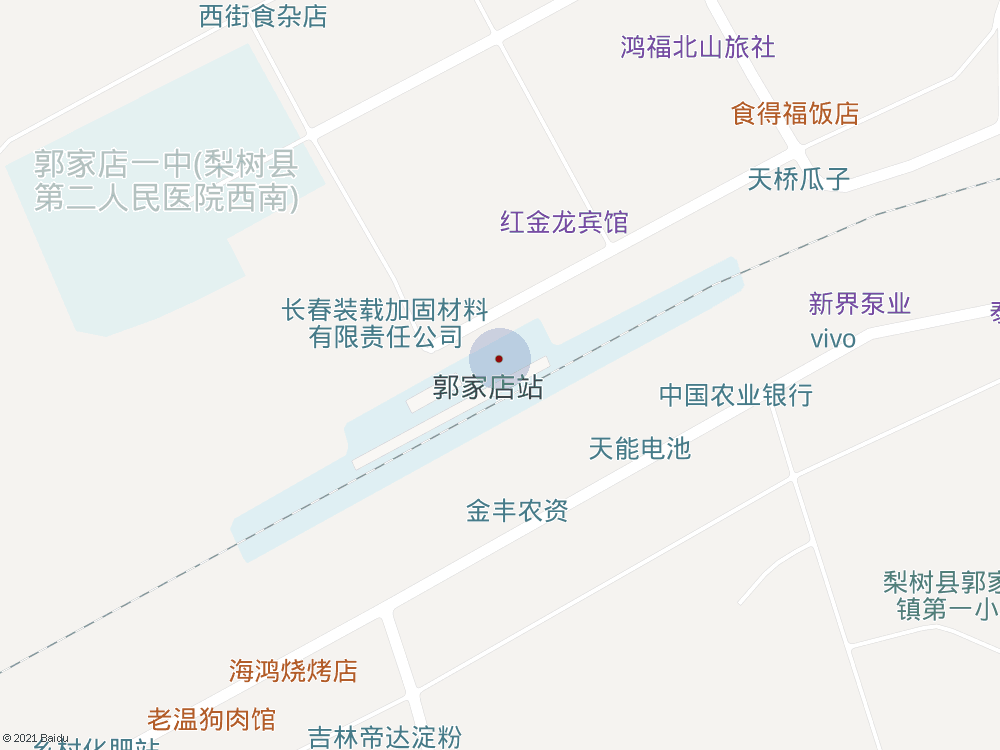 西街食杂店
鸿福北山旅社
食得福饭店
郭家店一中(梨树县
第二人民医院西南)
天桥瓜子
红金龙宾馆
长春装载加固材料
有限责任公司
新界泵业
vivo
郭家店站
中国农业银行
天能电池
金丰农资
梨树县郭家
镇第一小
海鸿烧烤店
老温狗肉馆
吉林帝达淀粉
乡村化肥站
© 2021 Baidu